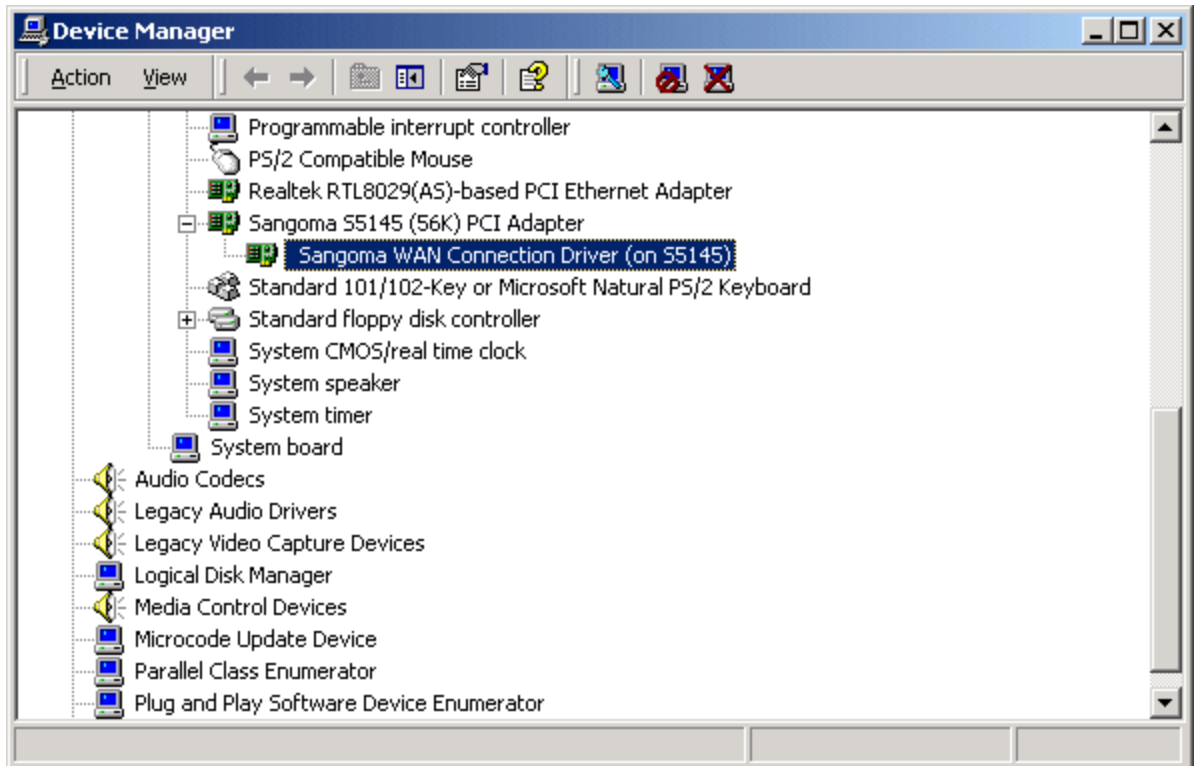 Device Manager
Action View
Programmable interrupt controller
PS/2 Compatible Mouse
Realtek RTL8029(AS)-based PCI Ethernet Adapter
Sangoma S5145 (56K) PCI Adapter
Sangoma WAN Connection Driver (on S5145)
Standard 101/102-Key or Microsoft Natural PS/2 Keyboard
Standard floppy disk controller
System CMOS/real time clock
System speaker
System timer
System board
Audio Codecs
Legacy Audio Drivers
Legacy Video Capture Devices
Logical Disk Manager
Media Control Devices
Microcode Update Device
Parallel Class Enumerator
Plug and Play Software Device Enumerator